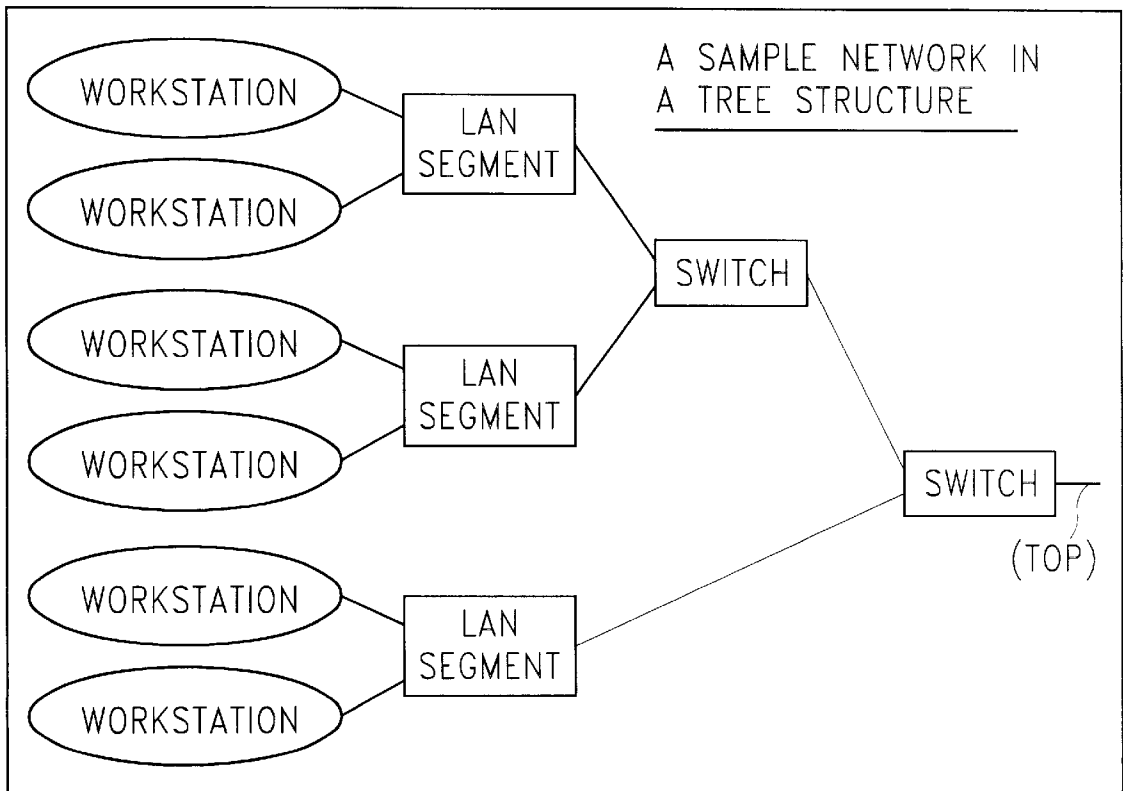 A SAMPLE NETWORK IN
A TREE STRUCTURE
WORKSTATION
WORKSTATION
LAN
SEGMENT
SWITCH
WORKSTATION
WORKSTATION
LAN
SEGMENT
SWITCH
(TOP)
WORKSTATION
WORKSTATION
LAN
SEGMENT